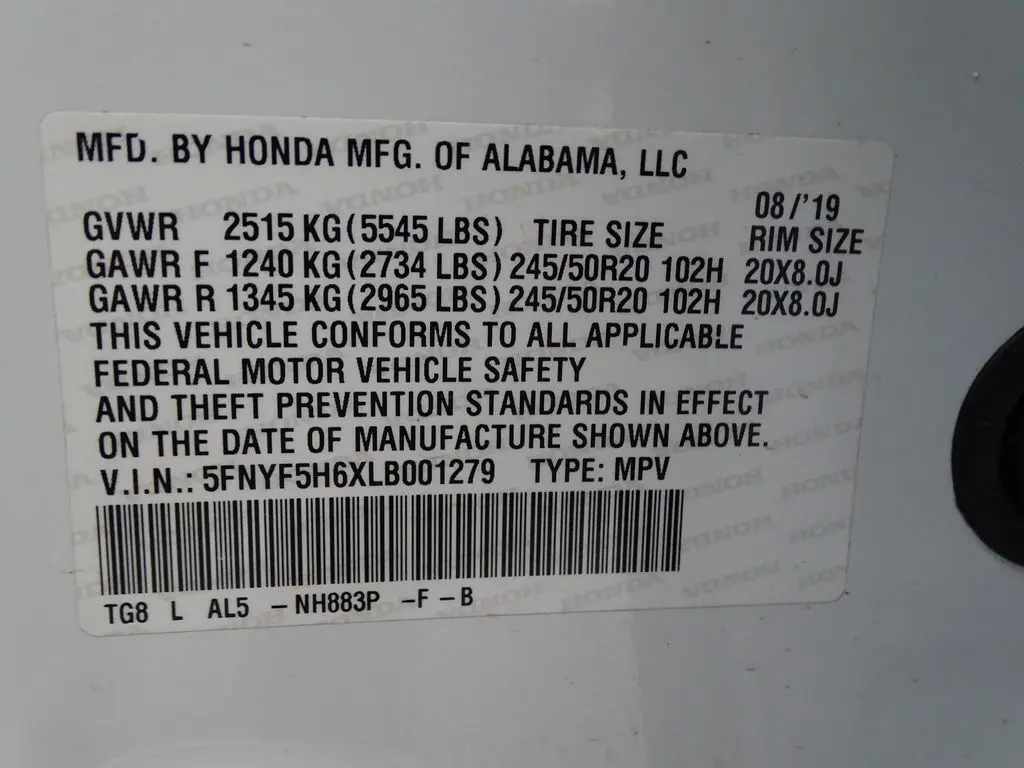 MFD. BY HONDA MFG. OF ALABAMA, LLC
08/'19
GVWR 2515 KG (5545 LBS) TIRE SIZE RIM SIZE
GAWR F 1240 KG (2734 LBS) 245/50R20 102H 20X8.0J
GAWR R 1345 KG (2965 LBS) 245/50R20 102H 20X8.0J
THIS VEHICLE CONFORMS TO ALL APPLICABLE
FEDERAL MOTOR VEHICLE SAFETY
AND THEFT PREVENTION STANDARDS IN EFFECT
ON THE DATE OF MANUFACTURE SHOWN ABOVE.
V.I.N.: 5FNYF5H6XLB001279 TYPE: MPV
TG8 L AL5 -NH883P -F -B